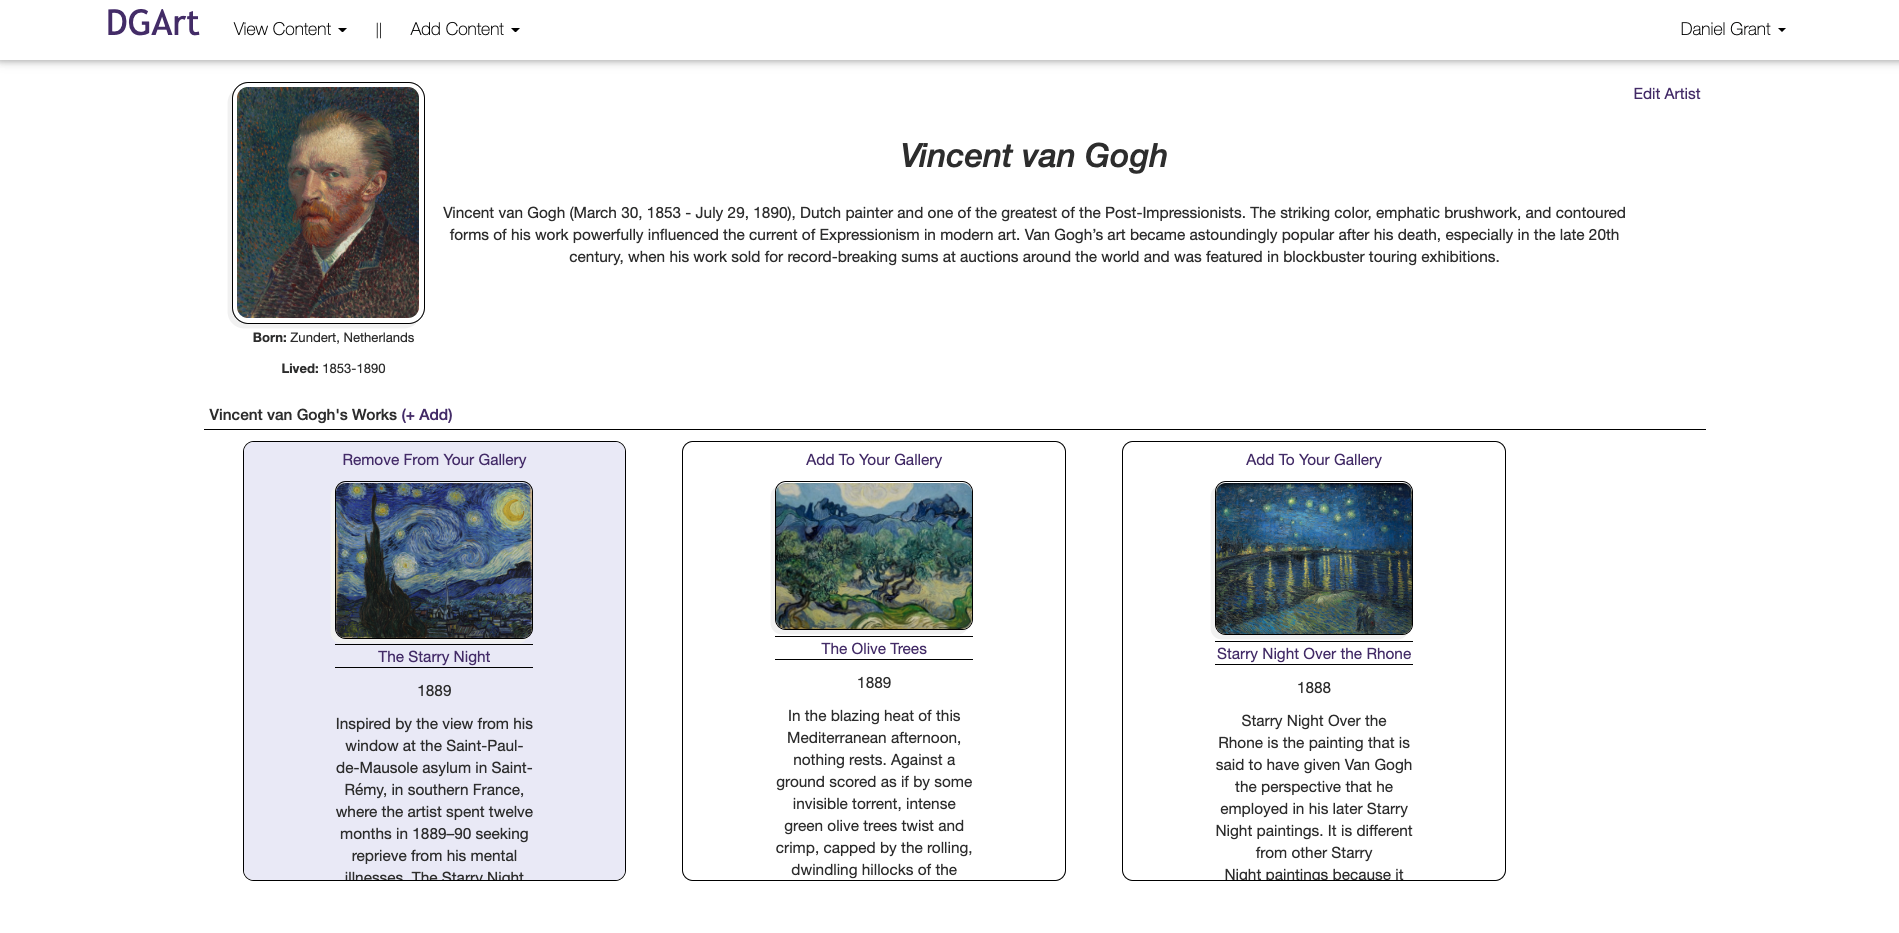 DGArt View Content || Add Content Daniel Grant
Edit Artist
Vincent van Gogh
Vincent van Gogh (March 30, 1853 - July 29, 1890), Dutch painter and one of the greatest of the Post-Impressionists. The striking color, emphatic brushwork, and contoured
forms of his work powerfully influenced the current of Expressionism in modern art. Van Gogh’s art became astoundingly popular after his death, especially in the late 20th
century, when his work sold for record-breaking sums at auctions around the world and was featured in blockbuster touring exhibitions.
Born: Zundert, Netherlands
Lived: 1853-1890
Vincent van Gogh's Works (+ Add)
Remove From Your Gallery
The Starry Night
1889
Inspired by the view from his
window at the Saint-Paul-
de-Mausole asylum in Saint-
Rémy, in southern France,
where the artist spent twelve
months in 1889–90 seeking
reprieve from his mental
illnesses, The Starry Night
Add To Your Gallery
The Olive Trees
1889
In the blazing heat of this
Mediterranean afternoon,
nothing rests. Against a
ground scored as if by some
invisible torrent, intense
green olive trees twist and
crimp, capped by the rolling,
dwindling hillocks of the
Add To Your Gallery
Starry Night Over the Rhone
1888
Starry Night Over the
Rhone is the painting that is
said to have given Van Gogh
the perspective that he
employed in his later Starry
Night paintings. It is different
from other Starry
Night paintings because it